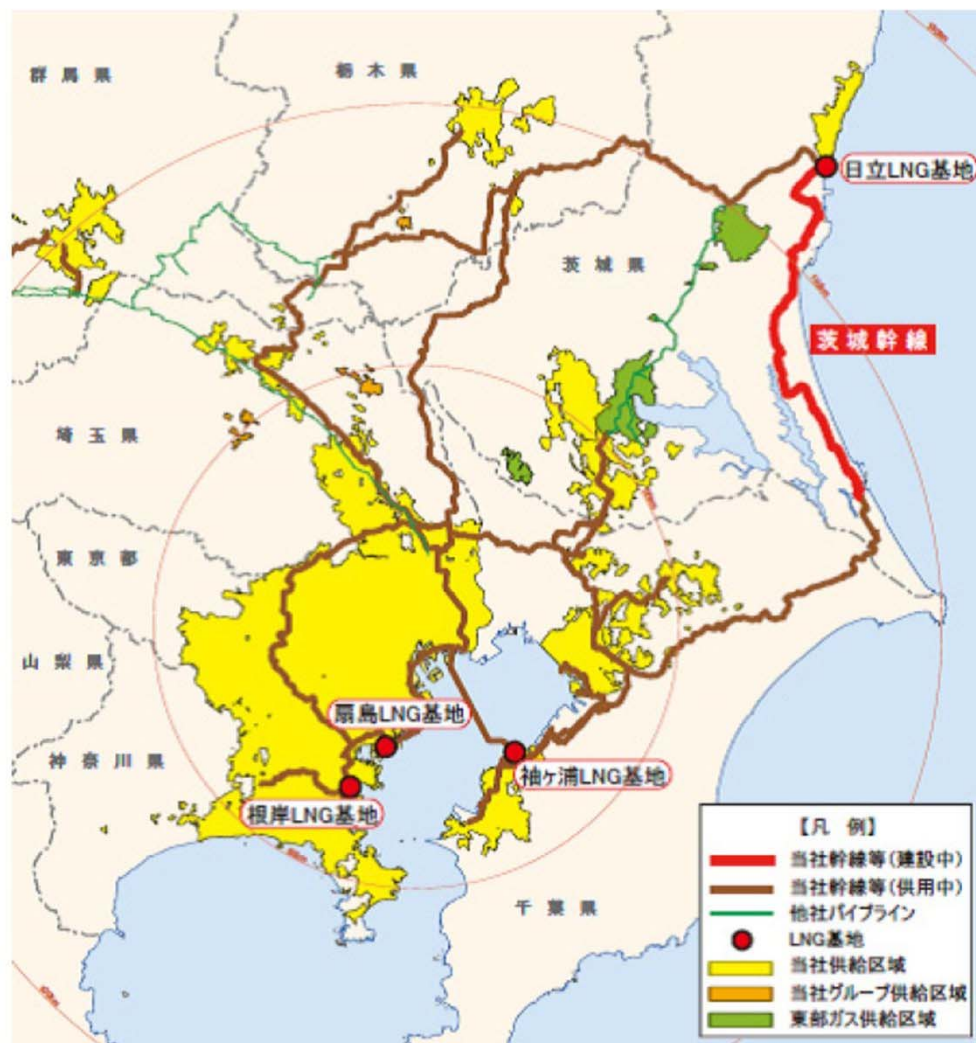 群馬県
栃木県
日立LNG基地
茨城県
茨城幹線
埼玉県
東京都
山梨県
扇島LNG基地
神奈川県
袖ヶ浦LNG基地
根岸LNG基地
千葉県
【凡 例】
当社幹線等(建設中)
当社幹線等(供用中)
他社パイプライン
LNG基地
当社供給区域
当社グループ供給区域
東部ガス供給区域